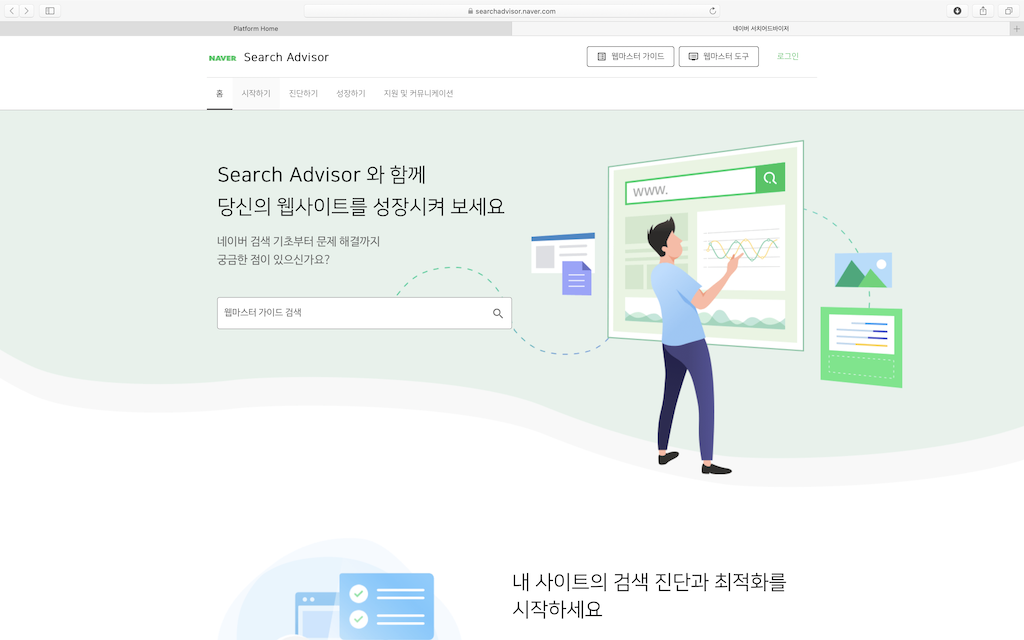 searchadvisor.naver.com
Platform Home
네이버 서치어드바이저
NAVER Search Advisor
웹마스터 가이드
웹마스터 도구
로그인
홈
시작하기
진단하기
성장하기
지원 및 커뮤니케이션
Search Advisor 와 함께
당신의 웹사이트를 성장시켜 보세요
네이버 검색 기초부터 문제 해결까지
궁금한 점이 있으신가요?
웹마스터 가이드 검색
www.
내 사이트의 검색 진단과 최적화를
시작하세요